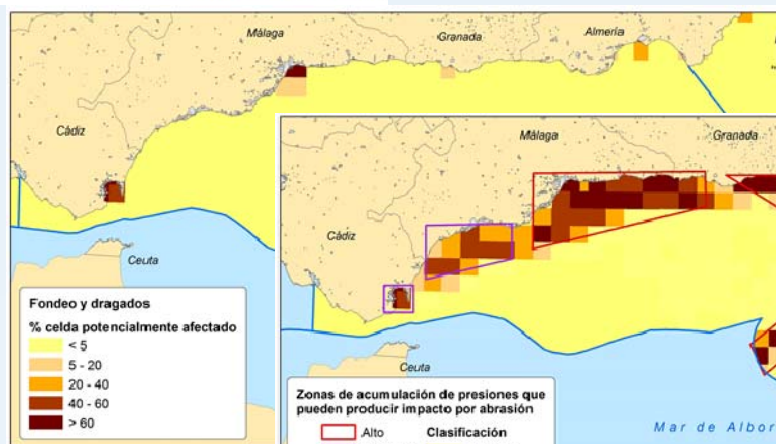 Málaga
Granada
Almería
Cádiz
Ceuta
Fondeo y dragados
% celda potencialmente afectado
< 5
5 - 20
20 - 40
40 - 60
> 60
Málaga
Granada
Cádiz
Ceuta
Zonas de acumulación de presiones que
pueden producir impacto por abrasión
Alto Clasificación
Mar de Albor